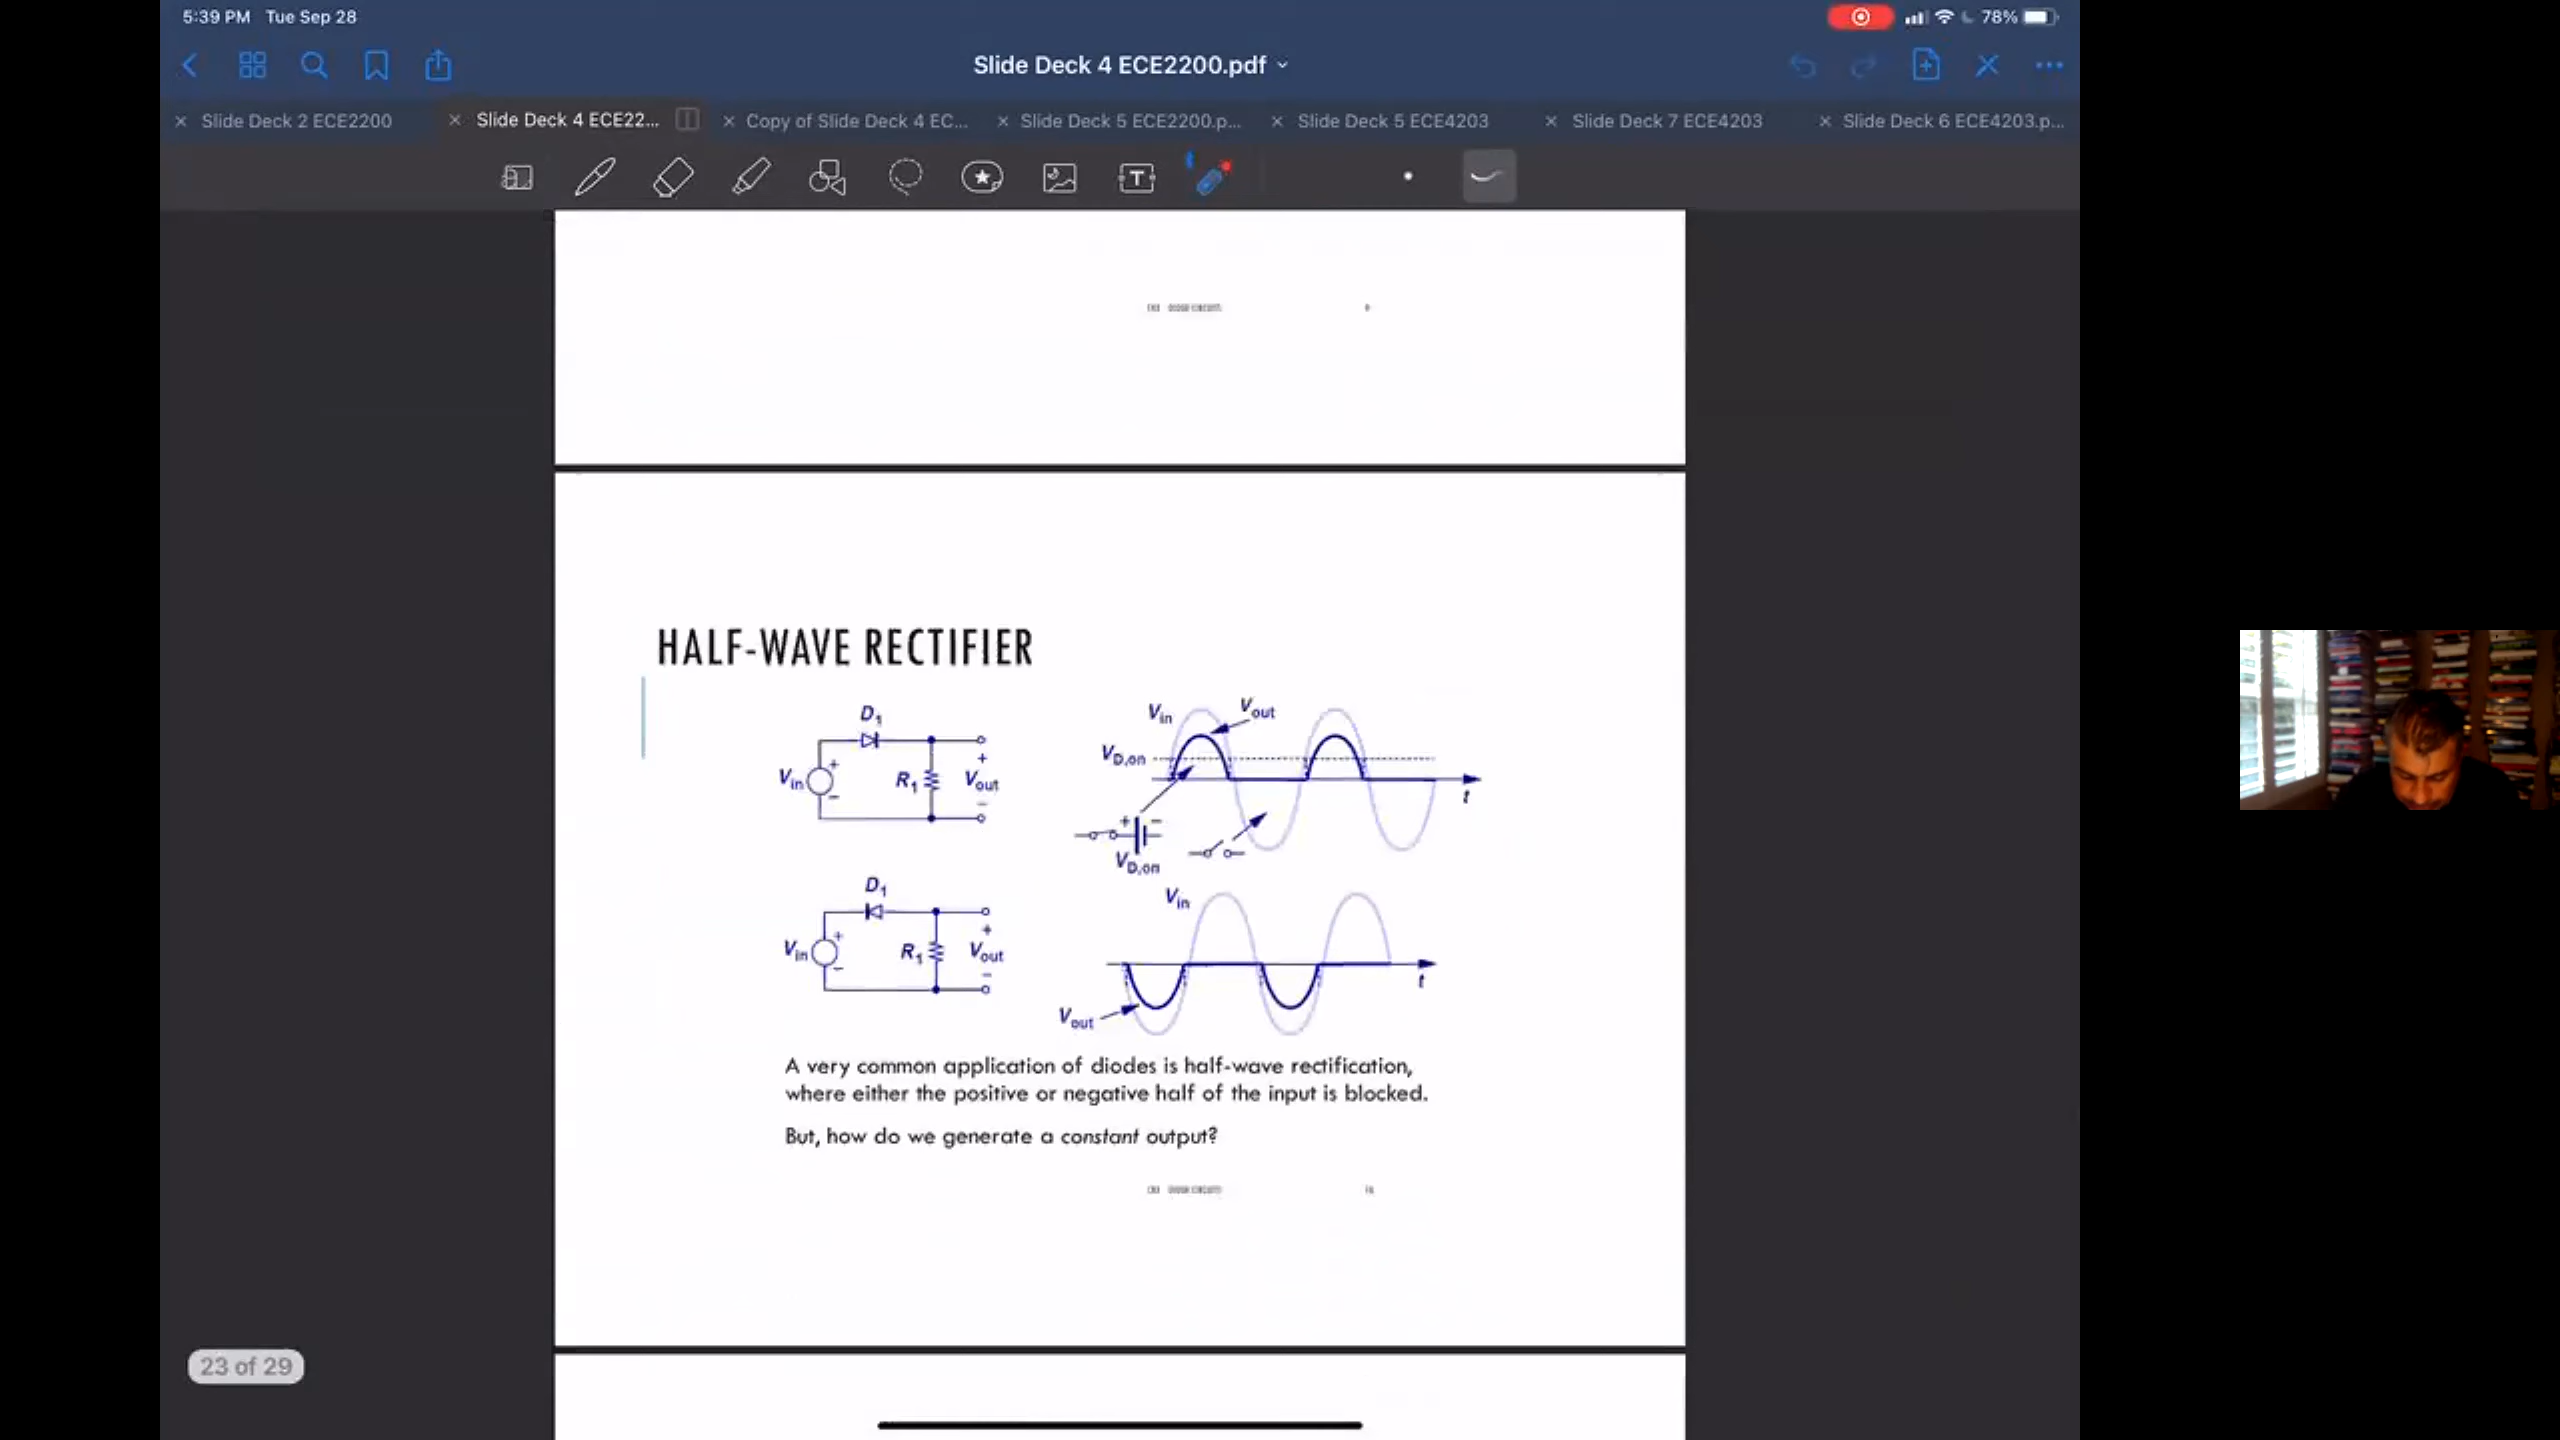 5:39 PM Tue Sep 28
78%
Slide Deck 4 ECE2200.pdf
Slide Deck 2 ECE2200
Slide Deck 4 ECE22...
Copy of Slide Deck 4 EC...
Slide Deck 5 ECE2200.p...
Slide Deck 5 ECE4203
Slide Deck 7 ECE4203
Slide Deck 6 ECE4203.p...
T
HALF-WAVE RECTIFIER
D1
Vin
+
−
R1
+
Vout
−
Vin
Vout
VD,on
t
+ −
VD,on
D1
Vin
+
−
R1
+
Vout
−
Vin
t
Vout
A very common application of diodes is half-wave rectification,
where either the positive or negative half of the input is blocked.
But, how do we generate a constant output?
23 of 29